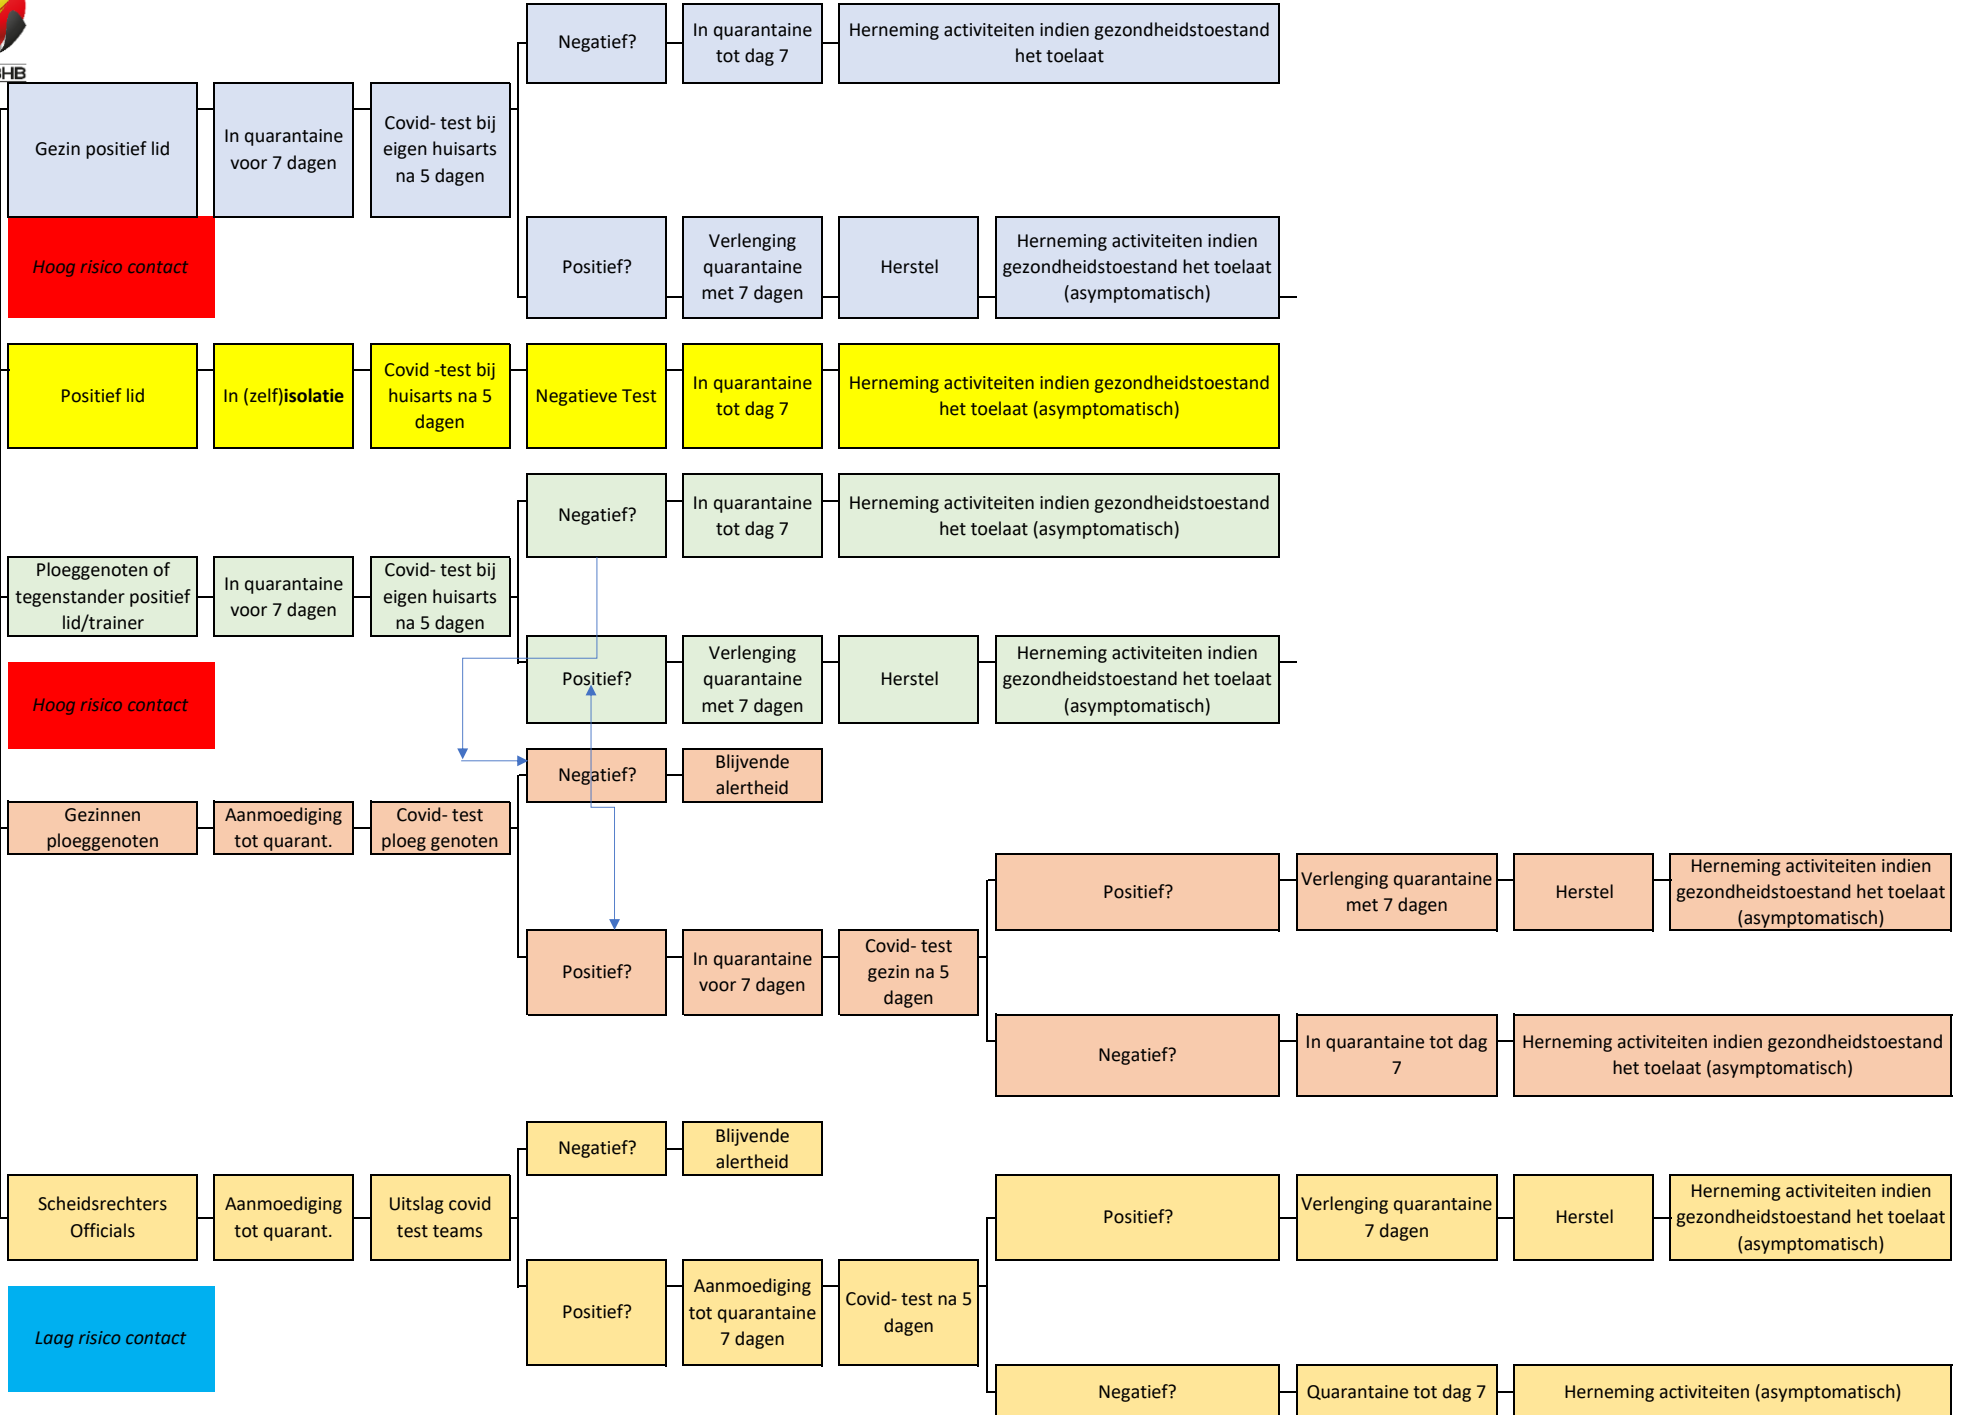 BHB
Negatief?
In quarantaine
tot dag 7
Herneming activiteiten indien gezondheidstoestand
het toelaat
Gezin positief lid
In quarantaine
voor 7 dagen
Covid- test bij
eigen huisarts
na 5 dagen
Hoog risico contact
Positief?
Verlenging
quarantaine
met 7 dagen
Herstel
Herneming activiteiten indien
gezondheidstoestand het toelaat
(asymptomatisch)
Positief lid
In (zelf)isolatie
Covid -test bij
huisarts na 5
dagen
Negatieve Test
In quarantaine
tot dag 7
Herneming activiteiten indien gezondheidstoestand
het toelaat (asymptomatisch)
Negatief?
In quarantaine
tot dag 7
Herneming activiteiten indien gezondheidstoestand
het toelaat (asymptomatisch)
Ploeggenoten of
tegenstander positief
lid/trainer
In quarantaine
voor 7 dagen
Covid- test bij
eigen huisarts
na 5 dagen
Hoog risico contact
Positief?
Verlenging
quarantaine
met 7 dagen
Herstel
Herneming activiteiten indien
gezondheidstoestand het toelaat
(asymptomatisch)
Negatief?
Blijvende
alertheid
Gezinnen
ploeggenoten
Aanmoediging
tot quarant.
Covid- test
ploeg genoten
Positief?
Verlenging quarantaine
met 7 dagen
Herstel
Herneming activiteiten indien
gezondheidstoestand het toelaat
(asymptomatisch)
Positief?
In quarantaine
voor 7 dagen
Covid- test
gezin na 5
dagen
Negatief?
In quarantaine tot dag
7
Herneming activiteiten indien gezondheidstoestand
het toelaat (asymptomatisch)
Negatief?
Blijvende
alertheid
Scheidsrechters
Officials
Aanmoediging
tot quarant.
Uitslag covid
test teams
Positief?
Verlenging quarantaine
7 dagen
Herstel
Herneming activiteiten indien
gezondheidstoestand het toelaat
(asymptomatisch)
Laag risico contact
Positief?
Aanmoediging
tot quarantaine
7 dagen
Covid- test na 5
dagen
Negatief?
Quarantaine tot dag 7
Herneming activiteiten (asymptomatisch)